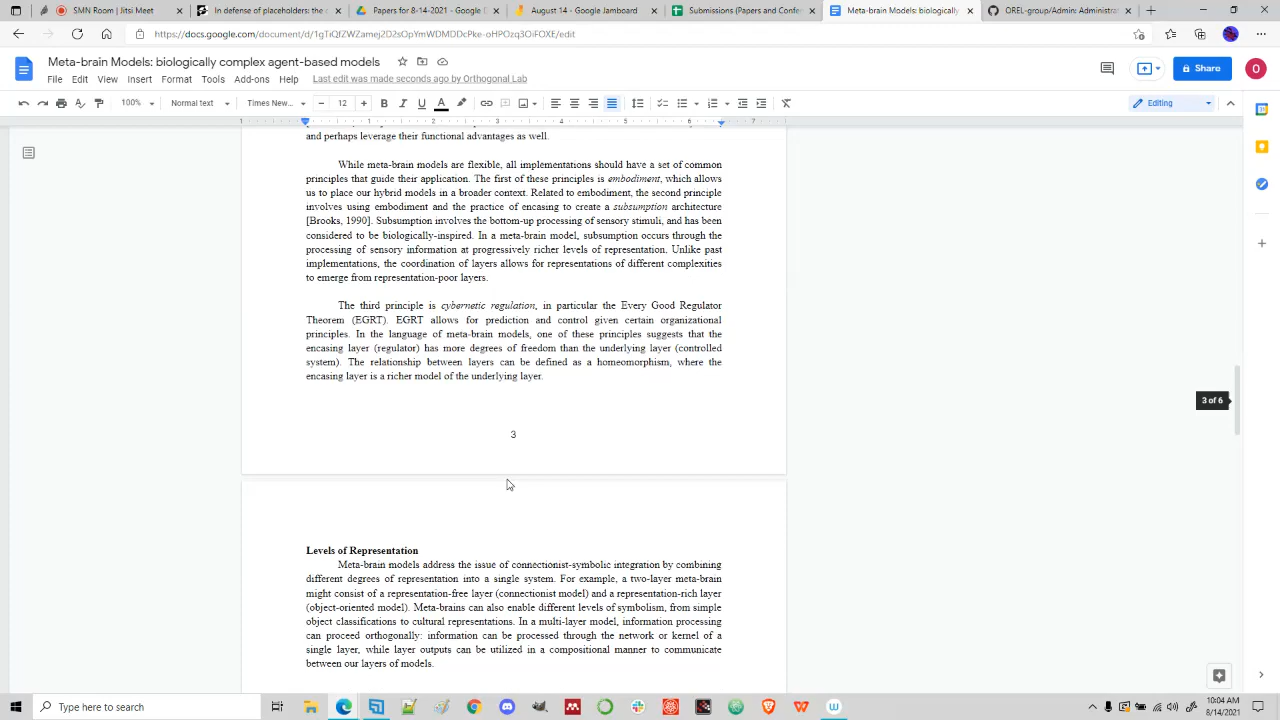 SMN Room | Jitsi Meet
In defense of placeholders: the c
Papers for 8-14-2021 - Google D
August 14 - Google Jamboard
Submissions (Papers and Confe
Meta-brain Models: biologically
OREL-group/Admin: Administra
https://docs.google.com/document/d/1gTiQfZWZamej2D2sOpYmWDMDDcPke-oHPOzq3OiFOXE/edit
Meta-brain Models: biologically complex agent-based models
Share
O
File Edit View Insert Format Tools Add-ons Help Last edit was made seconds ago by Orthogonal Lab
100% Normal text Times New... 12 B I U A Editing
1 1 2 3 4 5 6 7
and perhaps leverage their functional advantages as well.
While meta-brain models are flexible, all implementations should have a set of common
principles that guide their application. The first of these principles is embodiment, which allows
us to place our hybrid models in a broader context. Related to embodiment, the second principle
involves using embodiment and the practice of encasing to create a subsumption architecture
[Brooks, 1990]. Subsumption involves the bottom-up processing of sensory stimuli, and has been
considered to be biologically-inspired. In a meta-brain model, subsumption occurs through the
processing of sensory information at progressively richer levels of representation. Unlike past
implementations, the coordination of layers allows for representations of different complexities
to emerge from representation-poor layers.
The third principle is cybernetic regulation, in particular the Every Good Regulator
Theorem (EGRT). EGRT allows for prediction and control given certain organizational
principles. In the language of meta-brain models, one of these principles suggests that the
encasing layer (regulator) has more degrees of freedom than the underlying layer (controlled
system). The relationship between layers can be defined as a homeomorphism, where the
encasing layer is a richer model of the underlying layer.
3 of 6
3
Levels of Representation
Meta-brain models address the issue of connectionist-symbolic integration by combining
different degrees of representation into a single system. For example, a two-layer meta-brain
might consist of a representation-free layer (connectionist model) and a representation-rich layer
(object-oriented model). Meta-brains can also enable different levels of symbolism, from simple
object classifications to cultural representations. In a multi-layer model, information processing
can proceed orthogonally: information can be processed through the network or kernel of a
single layer, while layer outputs can be utilized in a compositional manner to communicate
between our layers of models.
Type here to search
10:04 AM
8/14/2021